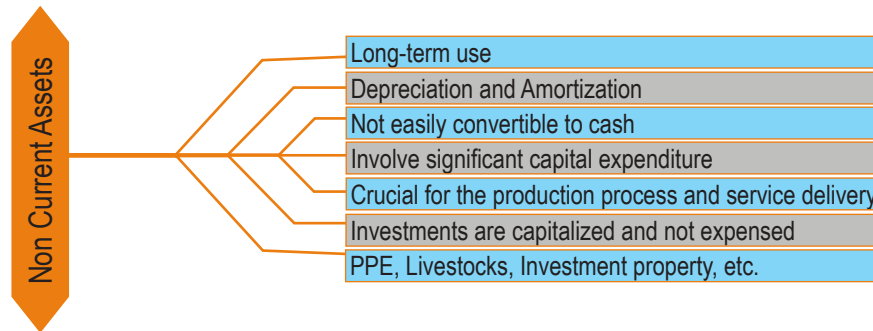 Non Current Assets
Long-term use
Depreciation and Amortization
Not easily convertible to cash
Involve significant capital expenditure
Crucial for the production process and service delivery
Investments are capitalized and not expensed
PPE, Livestocks, Investment property, etc.